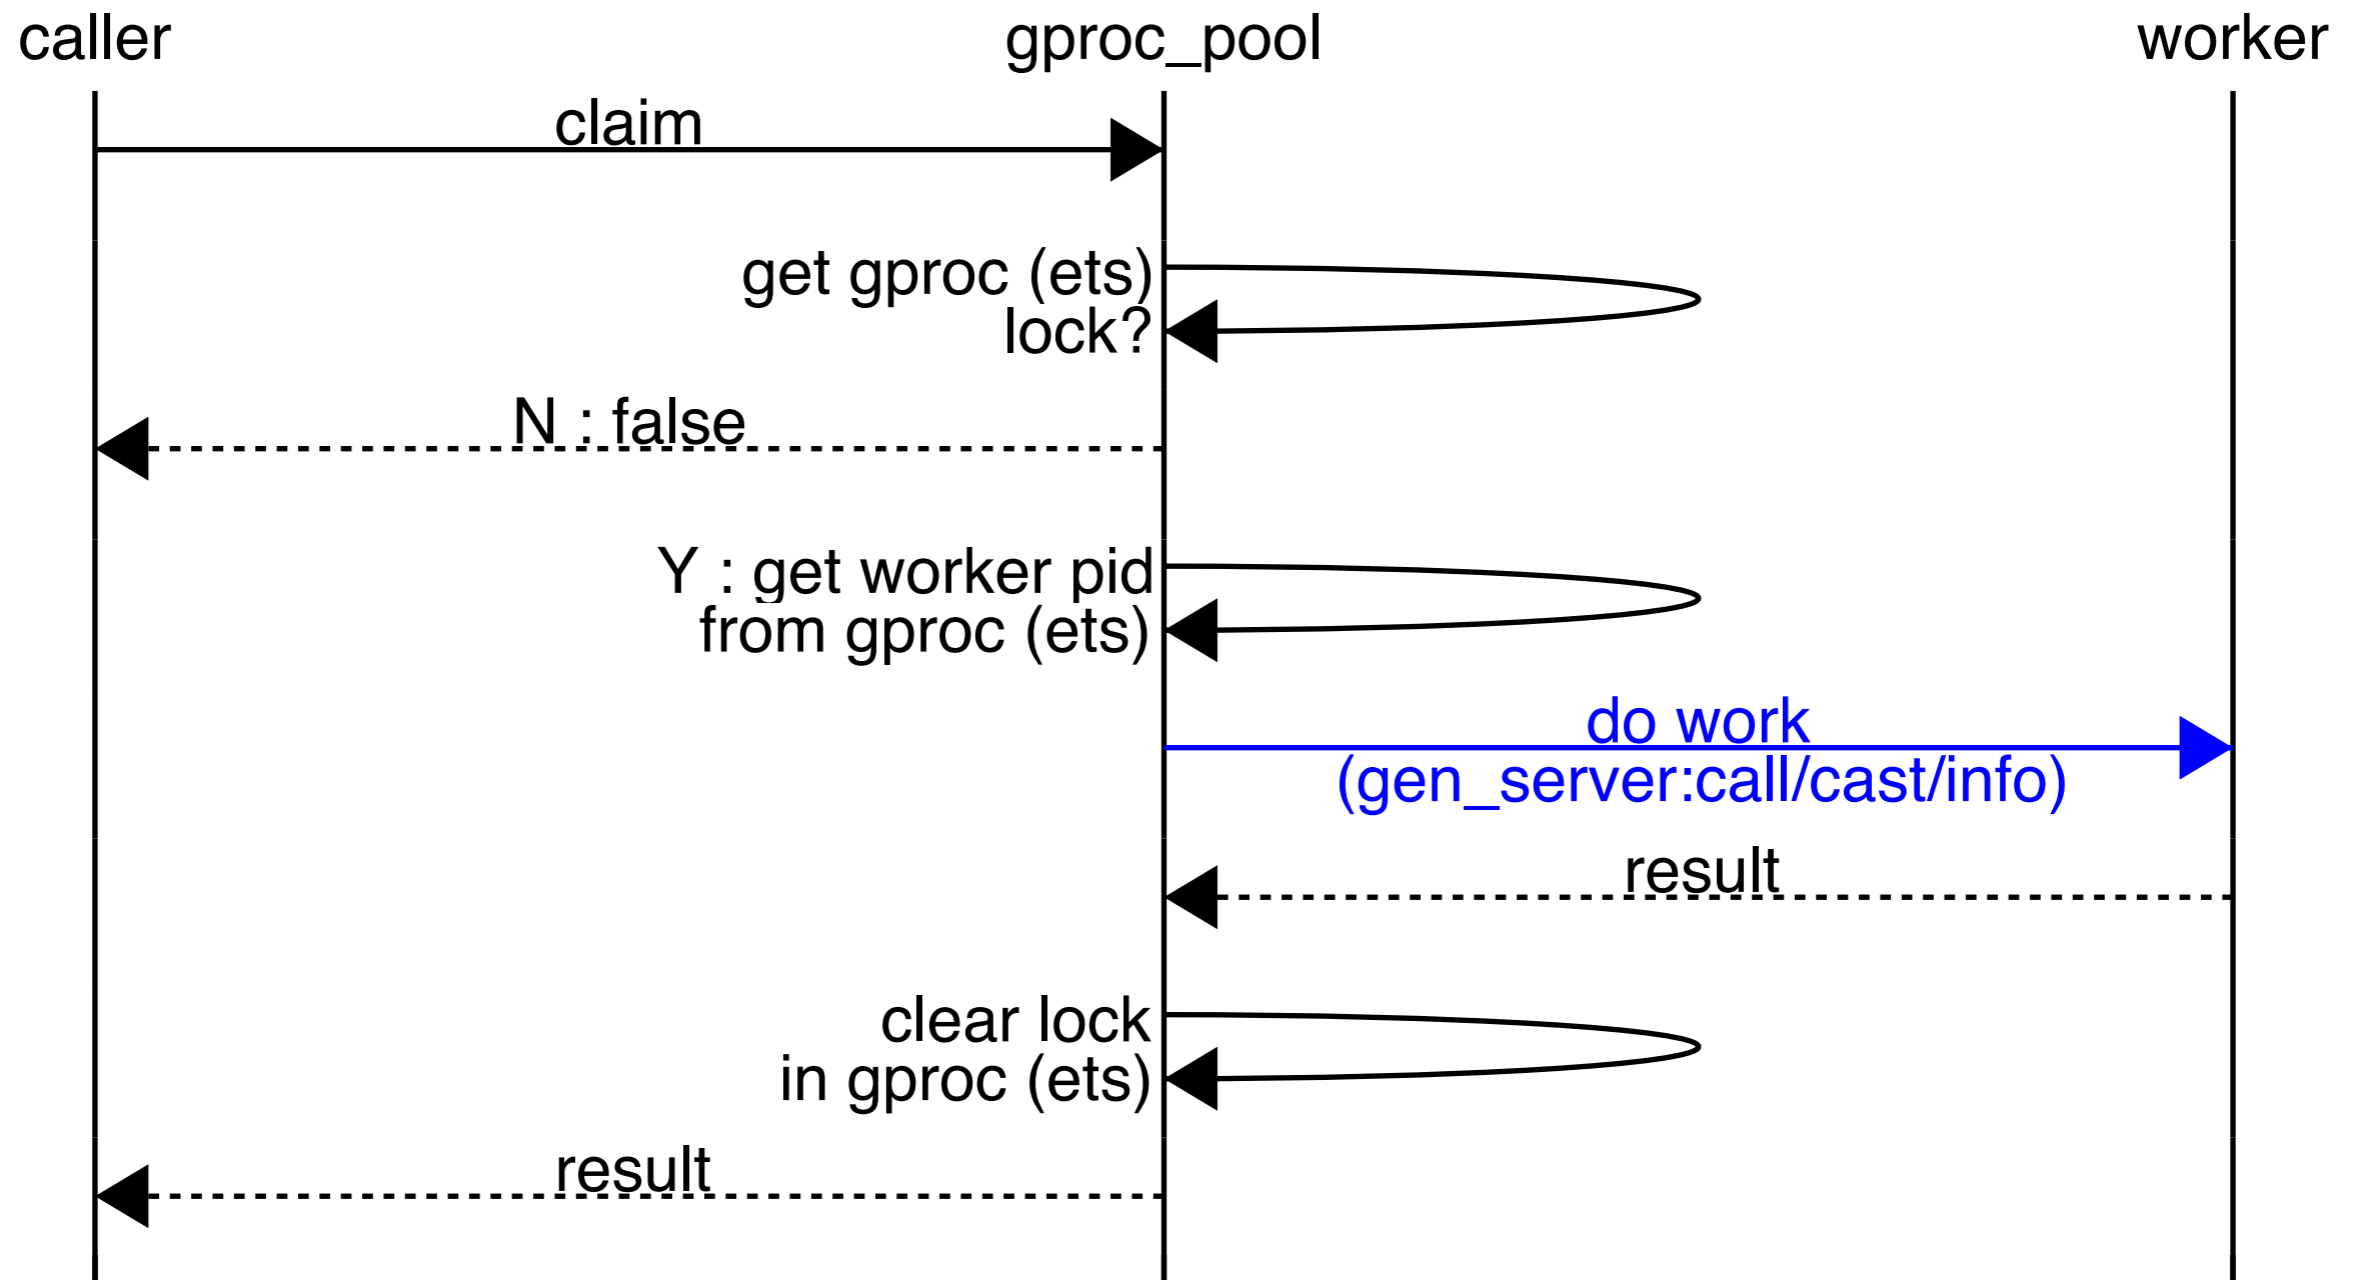 caller
gproc_pool
worker
claim
get gproc (ets)
lock?
N : false
Y : get worker pid
from gproc (ets)
do work
(gen_server:call/cast/info)
result
clear lock
in gproc (ets)
result